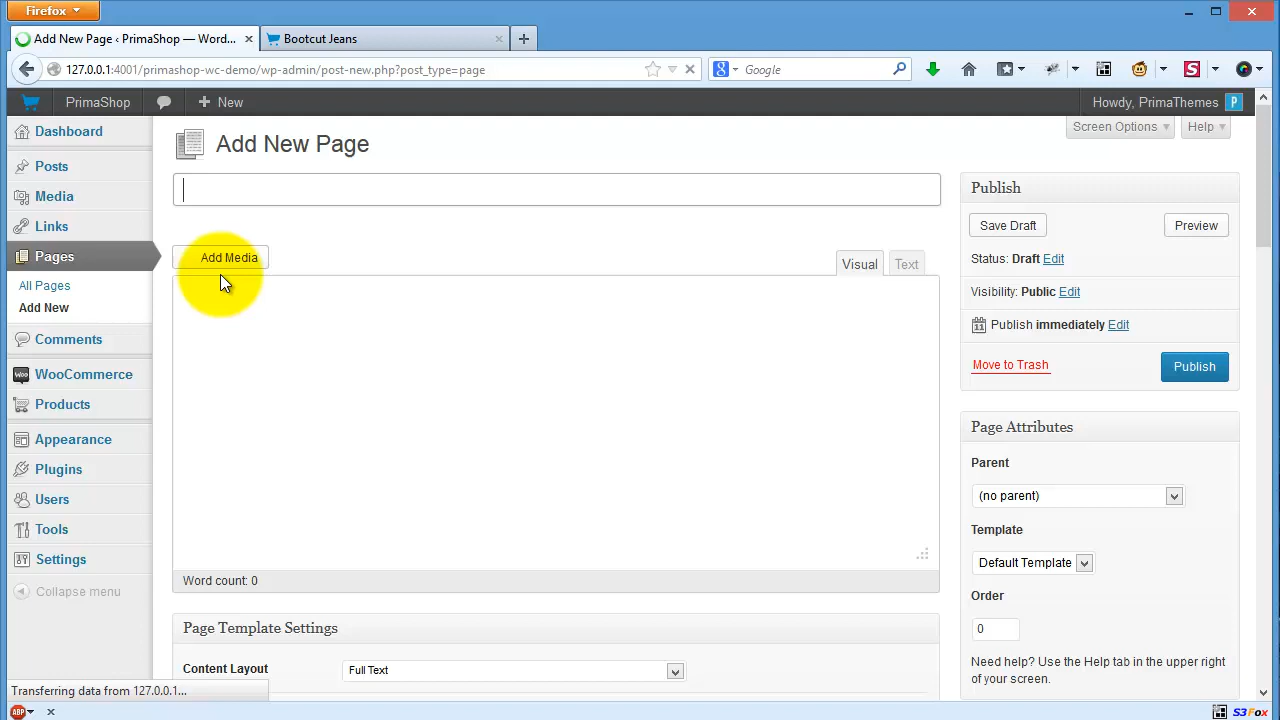 Firefox
Add New Page ‹ PrimaShop — Word...
Bootcut Jeans
127.0.0.1:4001/primashop-wc-demo/wp-admin/post-new.php?post_type=page
Google
PrimaShop
New
Howdy, PrimaThemes
Dashboard
Posts
Media
Links
Pages
All Pages
Add New
Comments
WooCommerce
Products
Appearance
Plugins
Users
Tools
Settings
Collapse menu
Screen Options
Help
Add New Page
Add Media
Visual
Text
Word count: 0
Page Template Settings
Content Layout
Full Text
Publish
Save Draft
Preview
Status: Draft Edit
Visibility: Public Edit
Publish immediately Edit
Move to Trash
Publish
Page Attributes
Parent
(no parent)
Template
Default Template
Order
0
Need help? Use the Help tab in the upper right
of your screen.
Transferring data from 127.0.0.1...
ABP
S3Fox